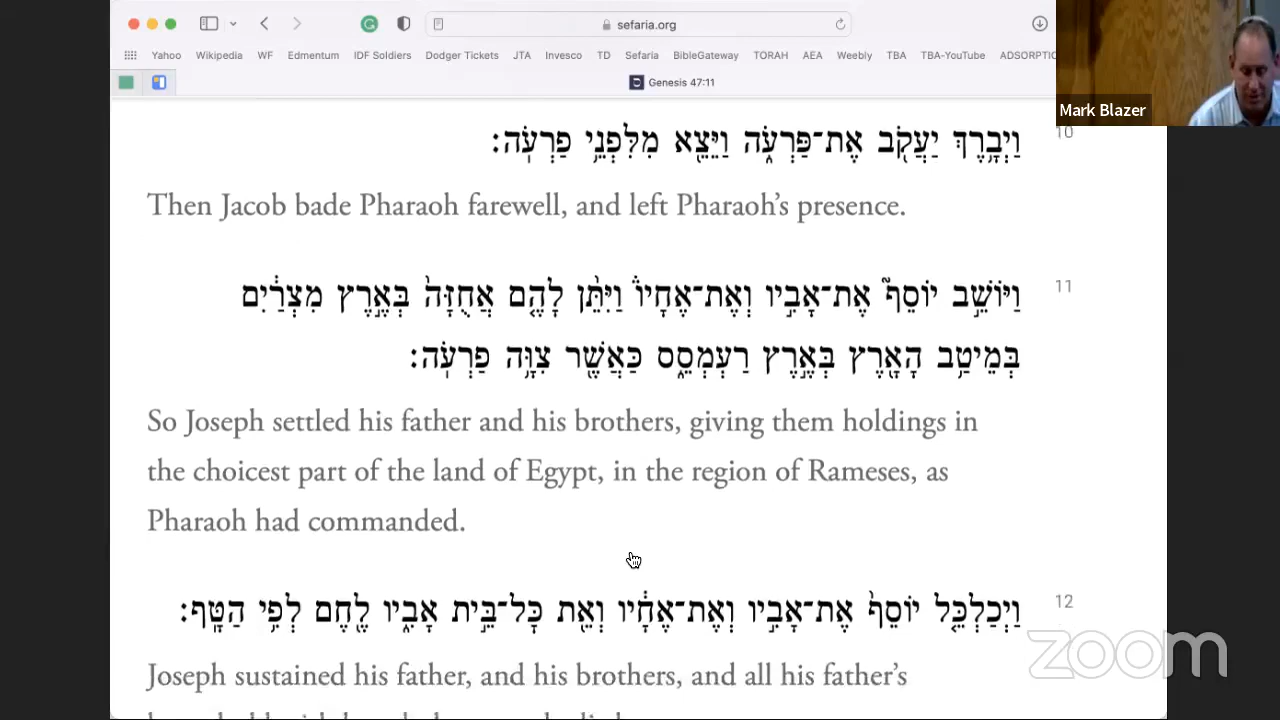 sefaria.org
Yahoo Wikipedia WF Edmentum IDF Soldiers Dodger Tickets JTA Invesco TD Sefaria BibleGateway TORAH AEA Weebly TBA TBA-YouTube ADSORPTIO
Genesis 47:11
Mark Blazer
10
וַיְבָ֥רֶךְ יַעֲקֹ֖ב אֶת־פַּרְעֹ֑ה וַיֵּצֵ֖א מִלִּפְנֵ֥י פַרְעֹֽה׃
Then Jacob bade Pharaoh farewell, and left Pharaoh’s presence.
11
וַיּוֹשֵ֣ב יוֹסֵף֮ אֶת־אָבִ֣יו וְאֶת־אֶחָיו֒ וַיִּתֵּ֨ן לָהֶ֤ם אֲחֻזָּה֙ בְּאֶ֣רֶץ מִצְרַ֔יִם
בְּמֵיטַ֥ב הָאָ֖רֶץ בְּאֶ֣רֶץ רַעְמְסֵ֑ס כַּאֲשֶׁ֖ר צִוָּ֥ה פַרְעֹֽה׃
So Joseph settled his father and his brothers, giving them holdings in
the choicest part of the land of Egypt, in the region of Rameses, as
Pharaoh had commanded.
12
וַיְכַלְכֵּ֤ל יוֹסֵף֙ אֶת־אָבִ֣יו וְאֶת־אֶחָ֔יו וְאֵ֖ת כׇּל־בֵּ֣ית אָבִ֑יו לֶ֖חֶם לְפִ֥י הַטָּֽף׃
Joseph sustained his father, and his brothers, and all his father’s
zoom